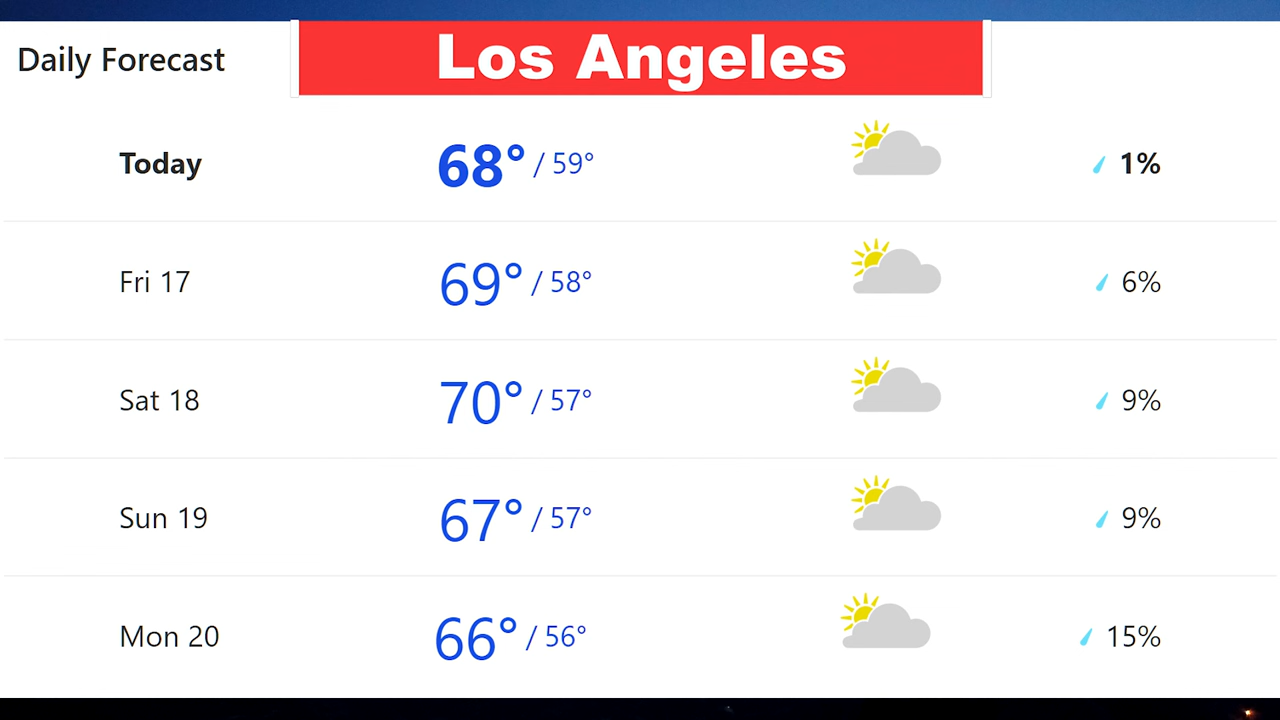 Daily Forecast
Los Angeles
Today 68° / 59° 1%
Fri 17 69° / 58° 6%
Sat 18 70° / 57° 9%
Sun 19 67° / 57° 9%
Mon 20 66° / 56° 15%